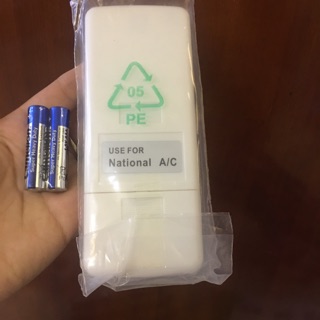 05
PE
USE FOR
National A/C